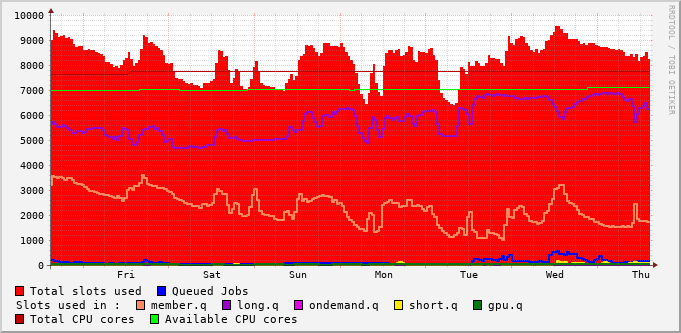 10000
9000
8000
7000
6000
5000
4000
3000
2000
1000
0
Fri Sat Sun Mon Tue Wed Thu
Total slots used Queued Jobs
Slots used in : member.q long.q ondemand.q short.q gpu.q
Total CPU cores Available CPU cores
RRDTOOL / TOBI OETIKER